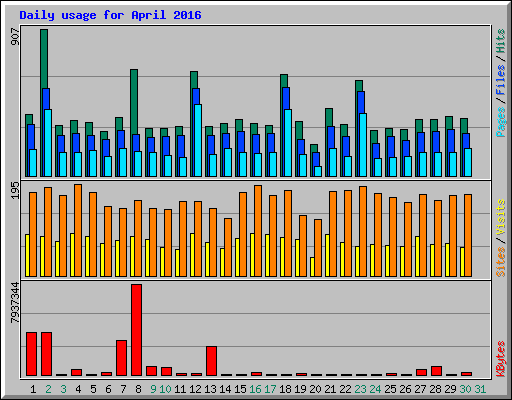 Daily usage for April 2016
907
Pages / Files / Hits
195
Sites / Visits
7937344
KBytes
1 2 3 4 5 6 7 8 9 10 11 12 13 14 15 16 17 18 19 20 21 22 23 24 25 26 27 28 29 30 31